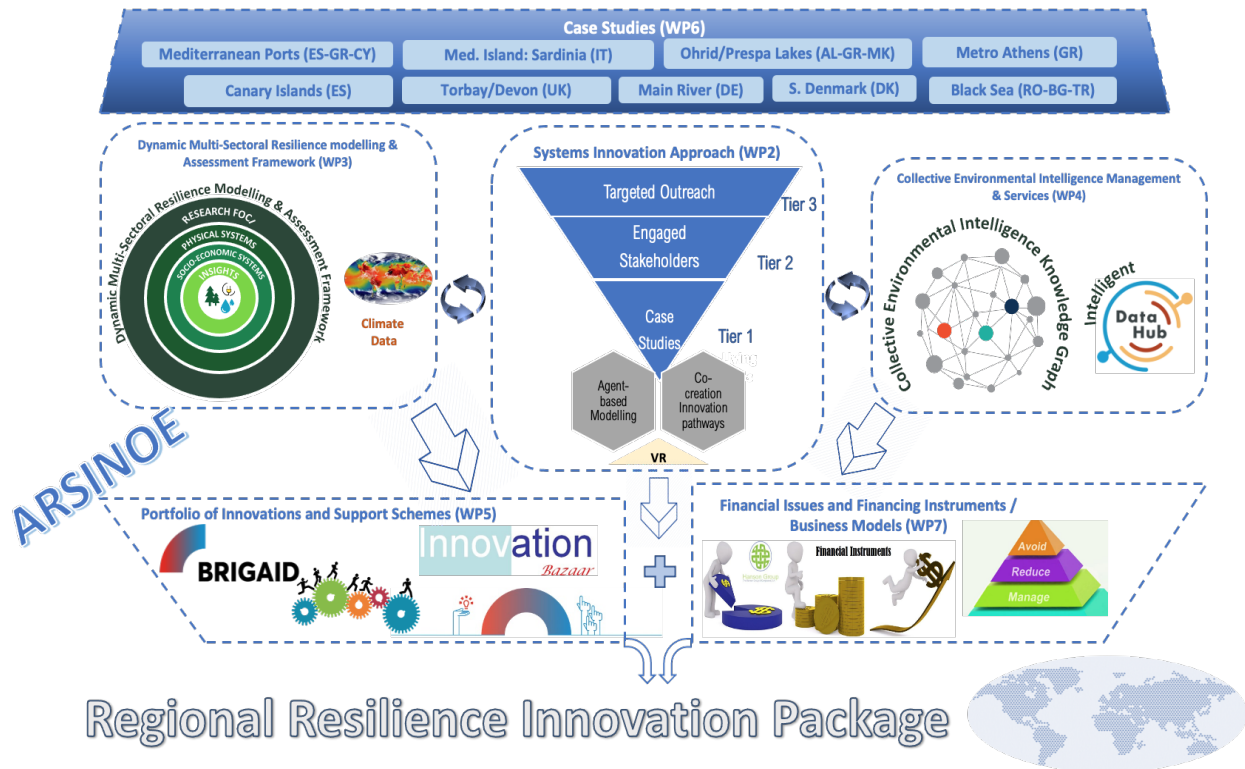 Case Studies (WP6)
Mediterranean Ports (ES-GR-CY)
Med. Island: Sardinia (IT)
Ohrid/Prespa Lakes (AL-GR-MK)
Metro Athens (GR)
Canary Islands (ES)
Torbay/Devon (UK)
Main River (DE)
S. Denmark (DK)
Black Sea (RO-BG-TR)
Dynamic Multi-Sectoral Resilience modelling &
Assessment Framework (WP3)
Dynamic Multi-Sectoral Resilience Modelling & Assessment Framework
RESEARCH FOCI
PHYSICAL SYSTEMS
SOCIO-ECONOMIC SYSTEMS
INSIGHTS
Climate
Data
Systems Innovation Approach (WP2)
Targeted Outreach
Tier 3
Engaged
Stakeholders
Tier 2
Case
Studies
Tier 1
Agent-
based
Modelling
Co-
creation
Innovation
pathways
VR
Collective Environmental Intelligence Management
& Services (WP4)
Collective Environmental Intelligence Knowledge Graph
Intelligent
Data
Hub
ARSINOE
Portfolio of Innovations and Support Schemes (WP5)
BRIGAID
Innovation
Bazaar
Financial Issues and Financing Instruments /
Business Models (WP7)
Financial Instruments
Avoid
Reduce
Manage
Regional Resilience Innovation Package